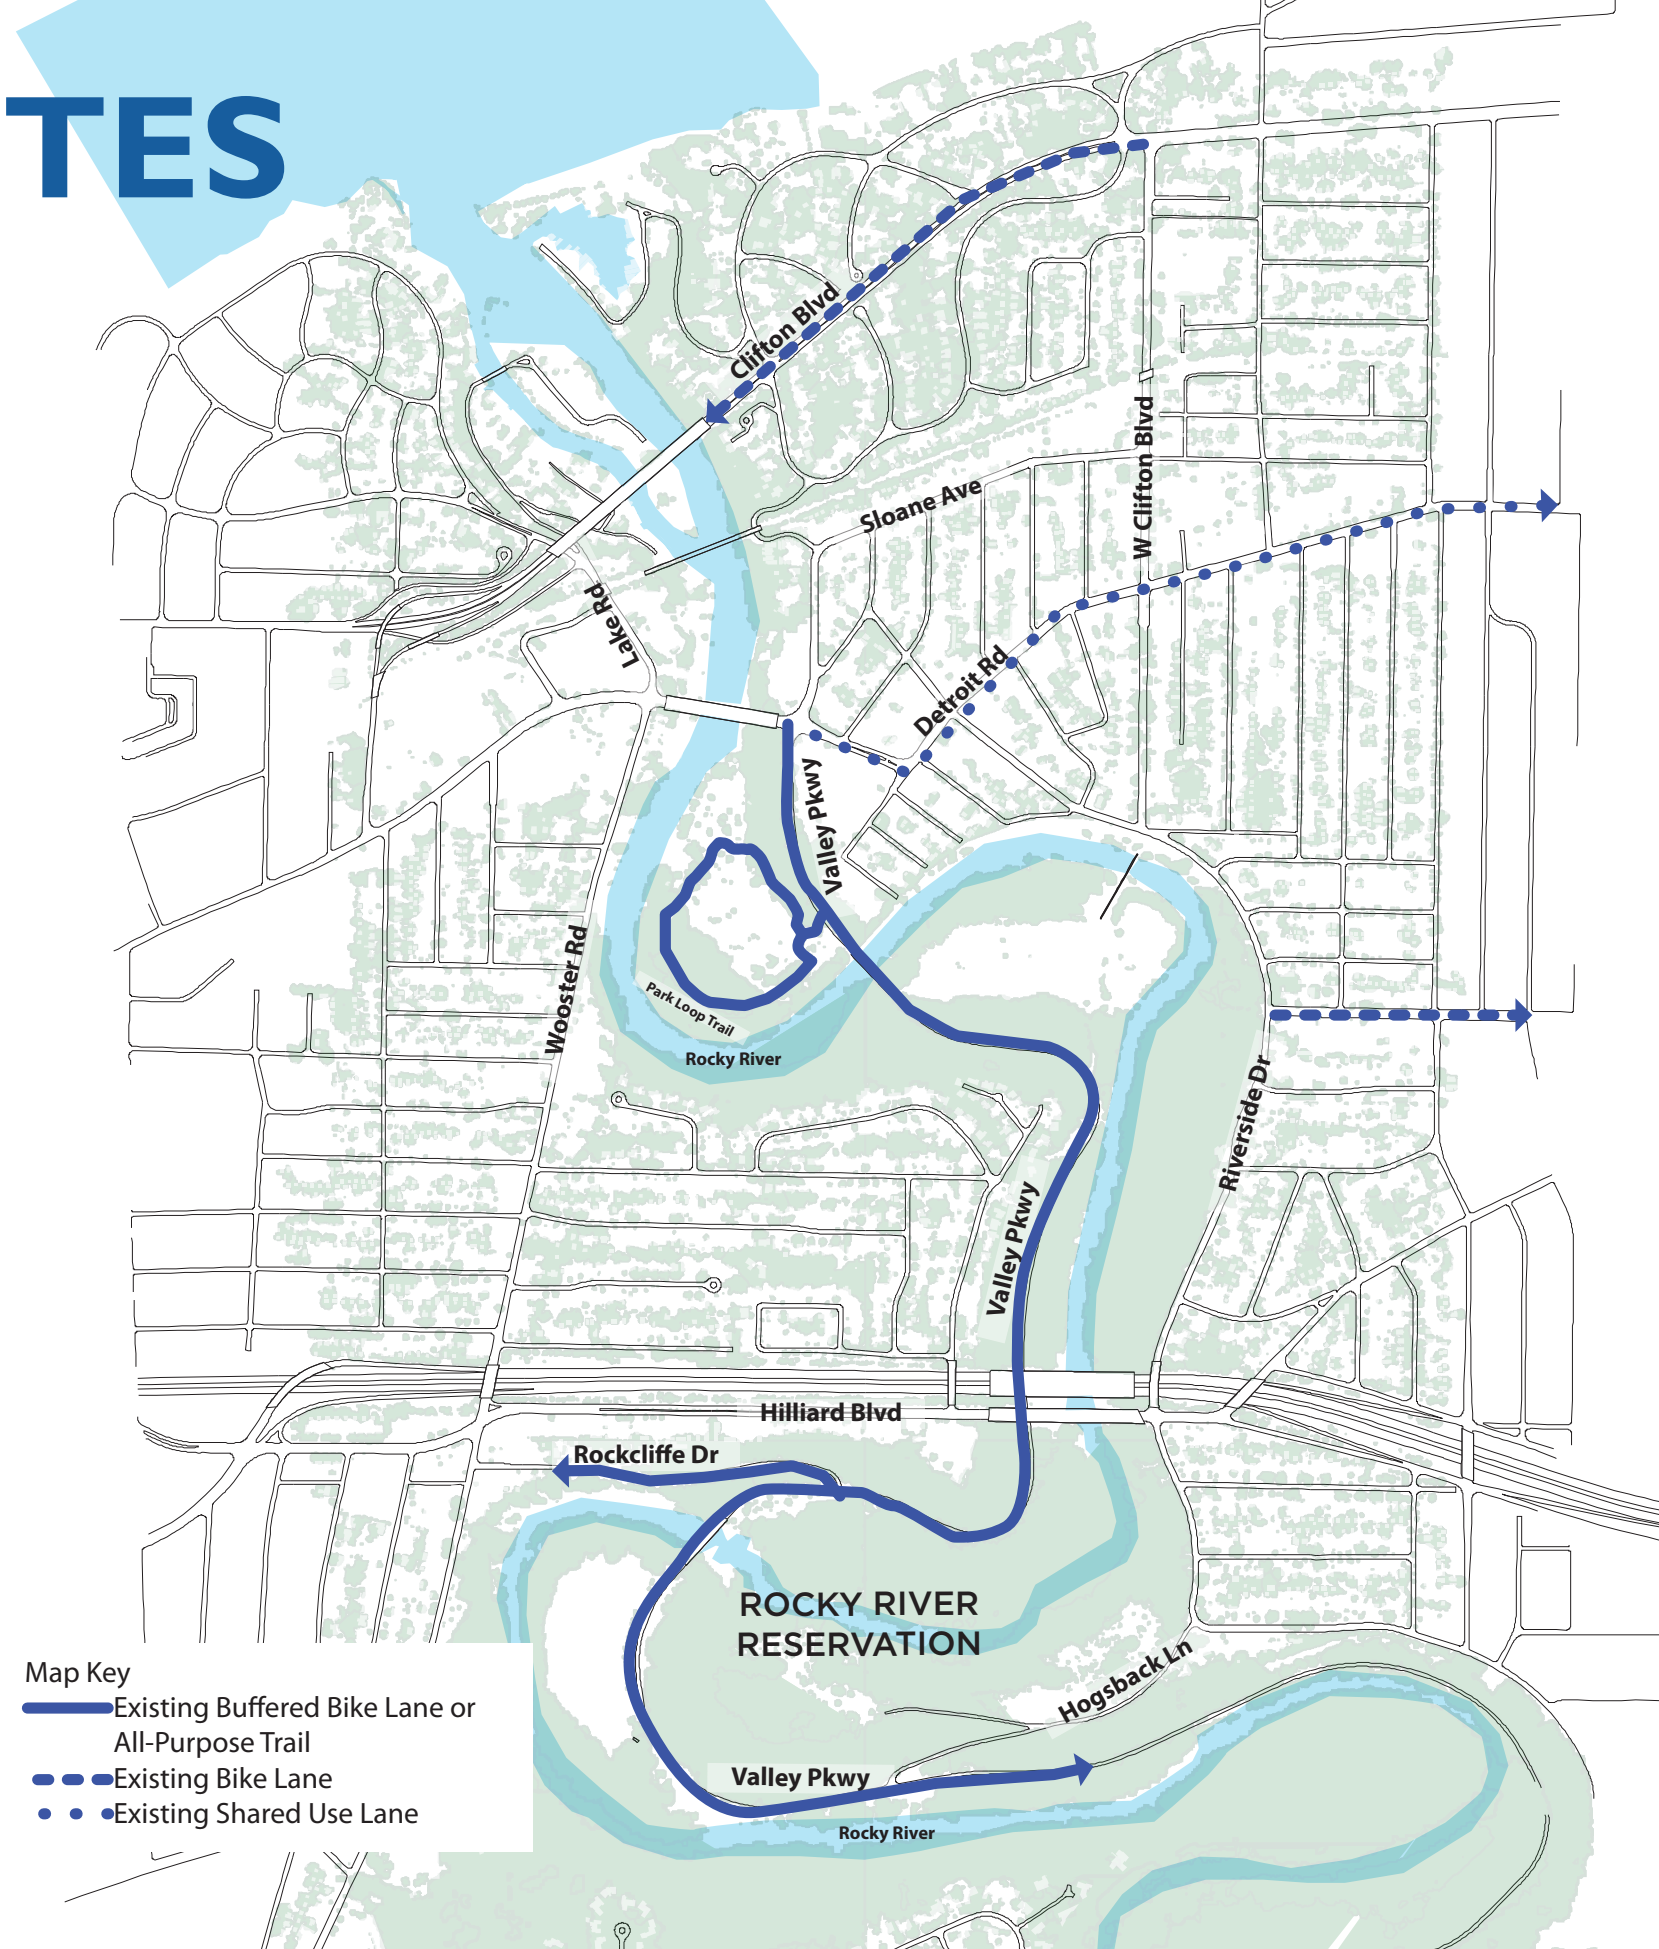 TES
Clifton Blvd
Sloane Ave
W Clifton Blvd
Lake Rd
Detroit Rd
Valley Pkwy
Wooster Rd
Park Loop Trail
Rocky River
Riverside Dr
Valley Pkwy
Hilliard Blvd
Rockcliffe Dr
ROCKY RIVER
RESERVATION
Hogsback Ln
Valley Pkwy
Rocky River
Map Key
Existing Buffered Bike Lane or
All-Purpose Trail
Existing Bike Lane
Existing Shared Use Lane